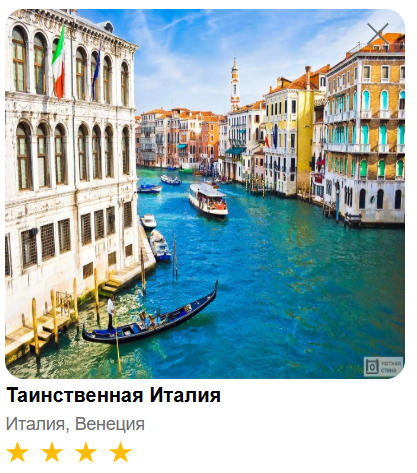 Таинственная Италия
Италия, Венеция